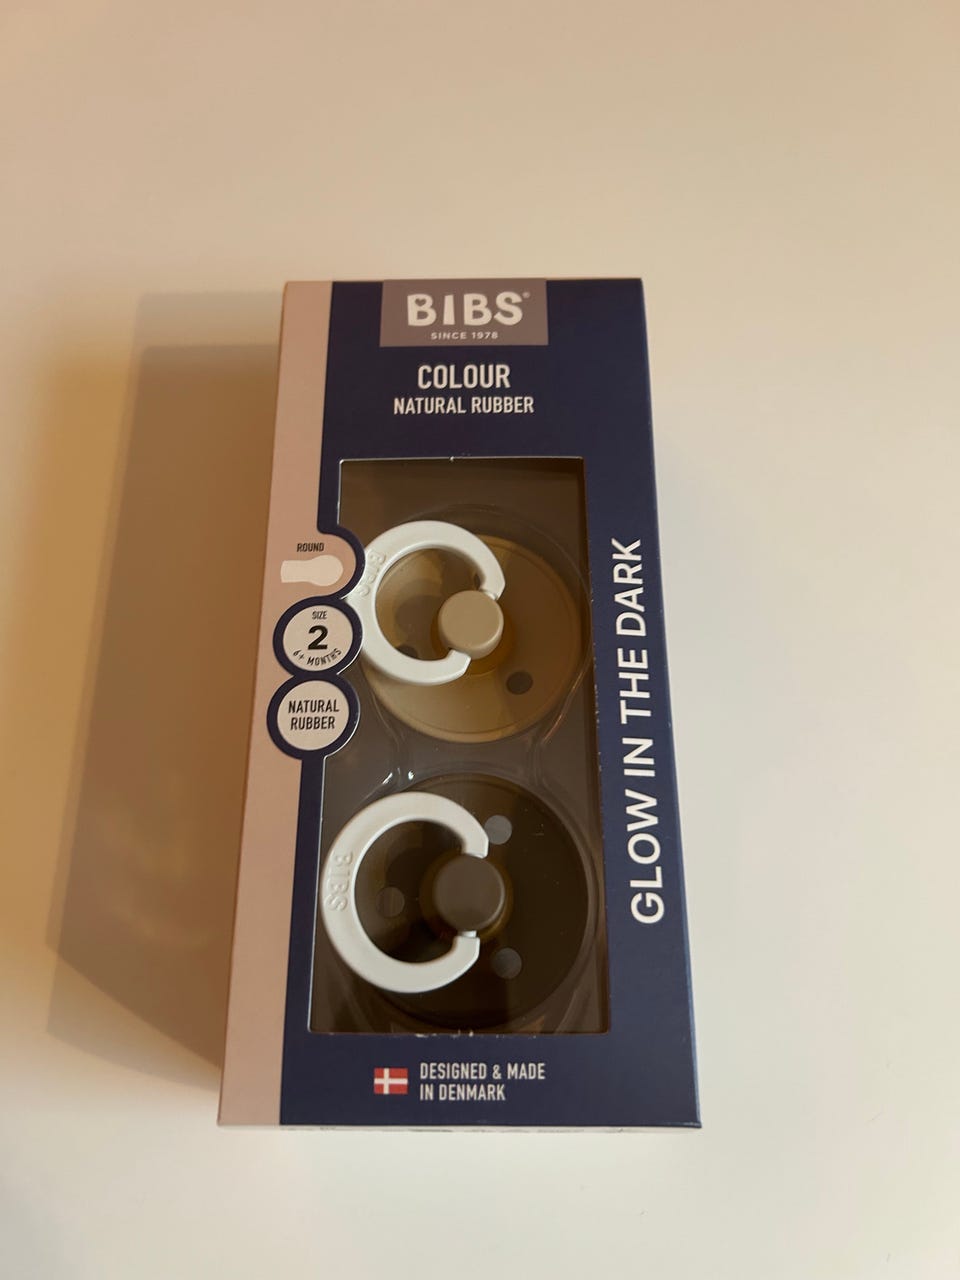 BIBS®
SINCE 1978
COLOUR
NATURAL RUBBER
ROUND
SIZE
2
6+ MONTHS
NATURAL
RUBBER
BIBS
BIBS
GLOW IN THE DARK
DESIGNED & MADE
IN DENMARK